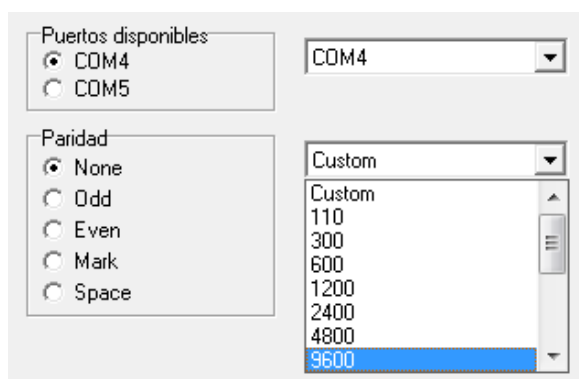 Puertos disponibles
COM4
COM5
COM4
Paridad
None
Odd
Even
Mark
Space
Custom
Custom
110
300
600
1200
2400
4800
9600